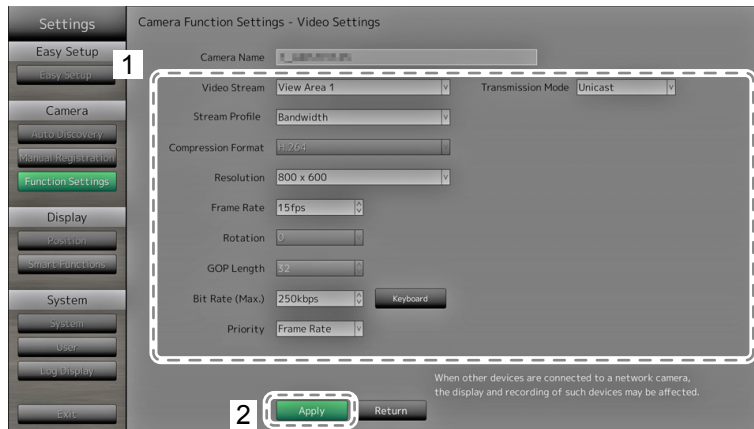 Settings
Camera Function Settings - Video Settings
Easy Setup
Easy Setup
1
Camera Name
Video Stream View Area 1 Transmission Mode Unicast
Camera
Stream Profile Bandwidth
Auto Discovery
Compression Format H.264
Manual Registration
Resolution 800 x 600
Function Settings
Frame Rate 15fps
Display
Rotation 0
Position
Smart Functions
GOP Length 32
System
Bit Rate (Max.) 250kbps Keyboard
System
Priority Frame Rate
User
Log Display
When other devices are connected to a network camera,
the display and recording of such devices may be affected.
Exit
2 Apply Return